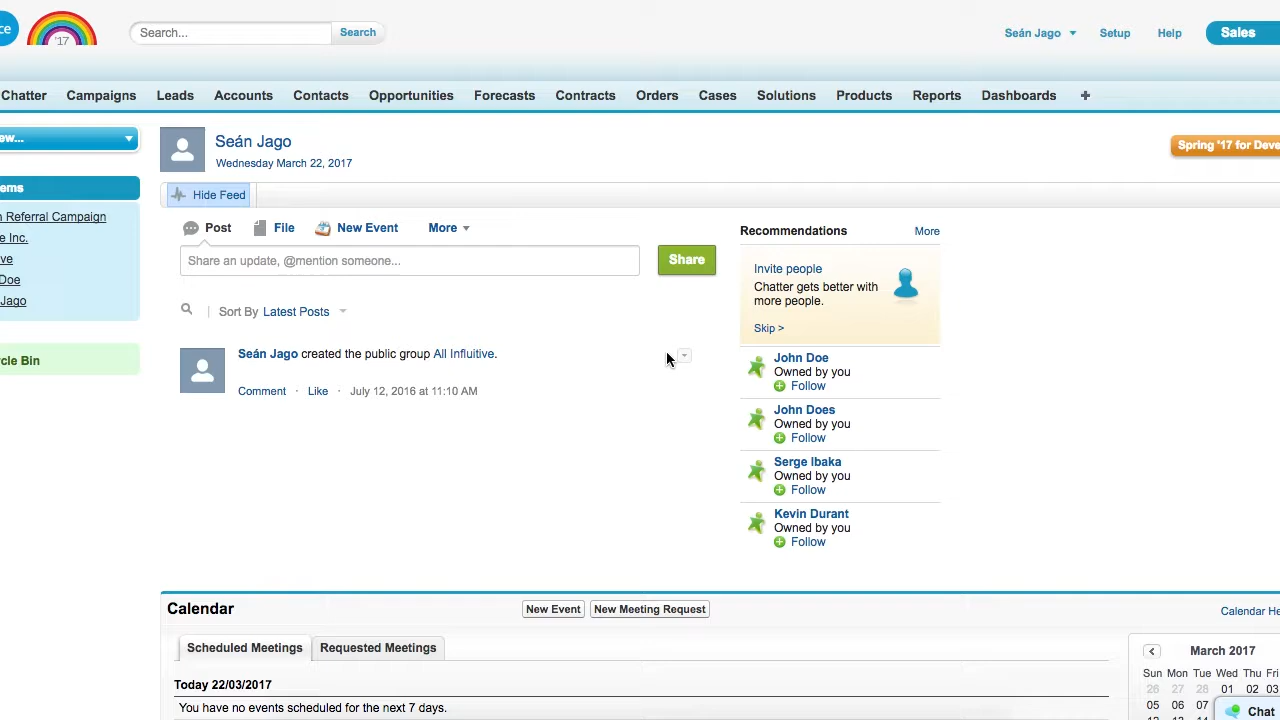 ce
'17
Search...
Search
Seán Jago
Setup
Help
Sales
Chatter
Campaigns
Leads
Accounts
Contacts
Opportunities
Forecasts
Contracts
Orders
Cases
Solutions
Products
Reports
Dashboards
+
ew...
Seán Jago
Wednesday March 22, 2017
Spring '17 for Deve
ems
n Referral Campaign
e Inc.
ve
Doe
Jago
cle Bin
Hide Feed
Post
File
New Event
More
Share an update, @mention someone...
Share
Sort By Latest Posts
Seán Jago created the public group All Influitive.
Comment · Like · July 12, 2016 at 11:10 AM
Recommendations
More
Invite people
Chatter gets better with
more people.
Skip >
John Doe
Owned by you
Follow
John Does
Owned by you
Follow
Serge Ibaka
Owned by you
Follow
Kevin Durant
Owned by you
Follow
Calendar
New Event
New Meeting Request
Calendar He
Scheduled Meetings
Requested Meetings
Today 22/03/2017
You have no events scheduled for the next 7 days.
<
March 2017
Sun Mon Tue Wed Thu Fri
26 27 28 01 02 03
05 06 07
Chat